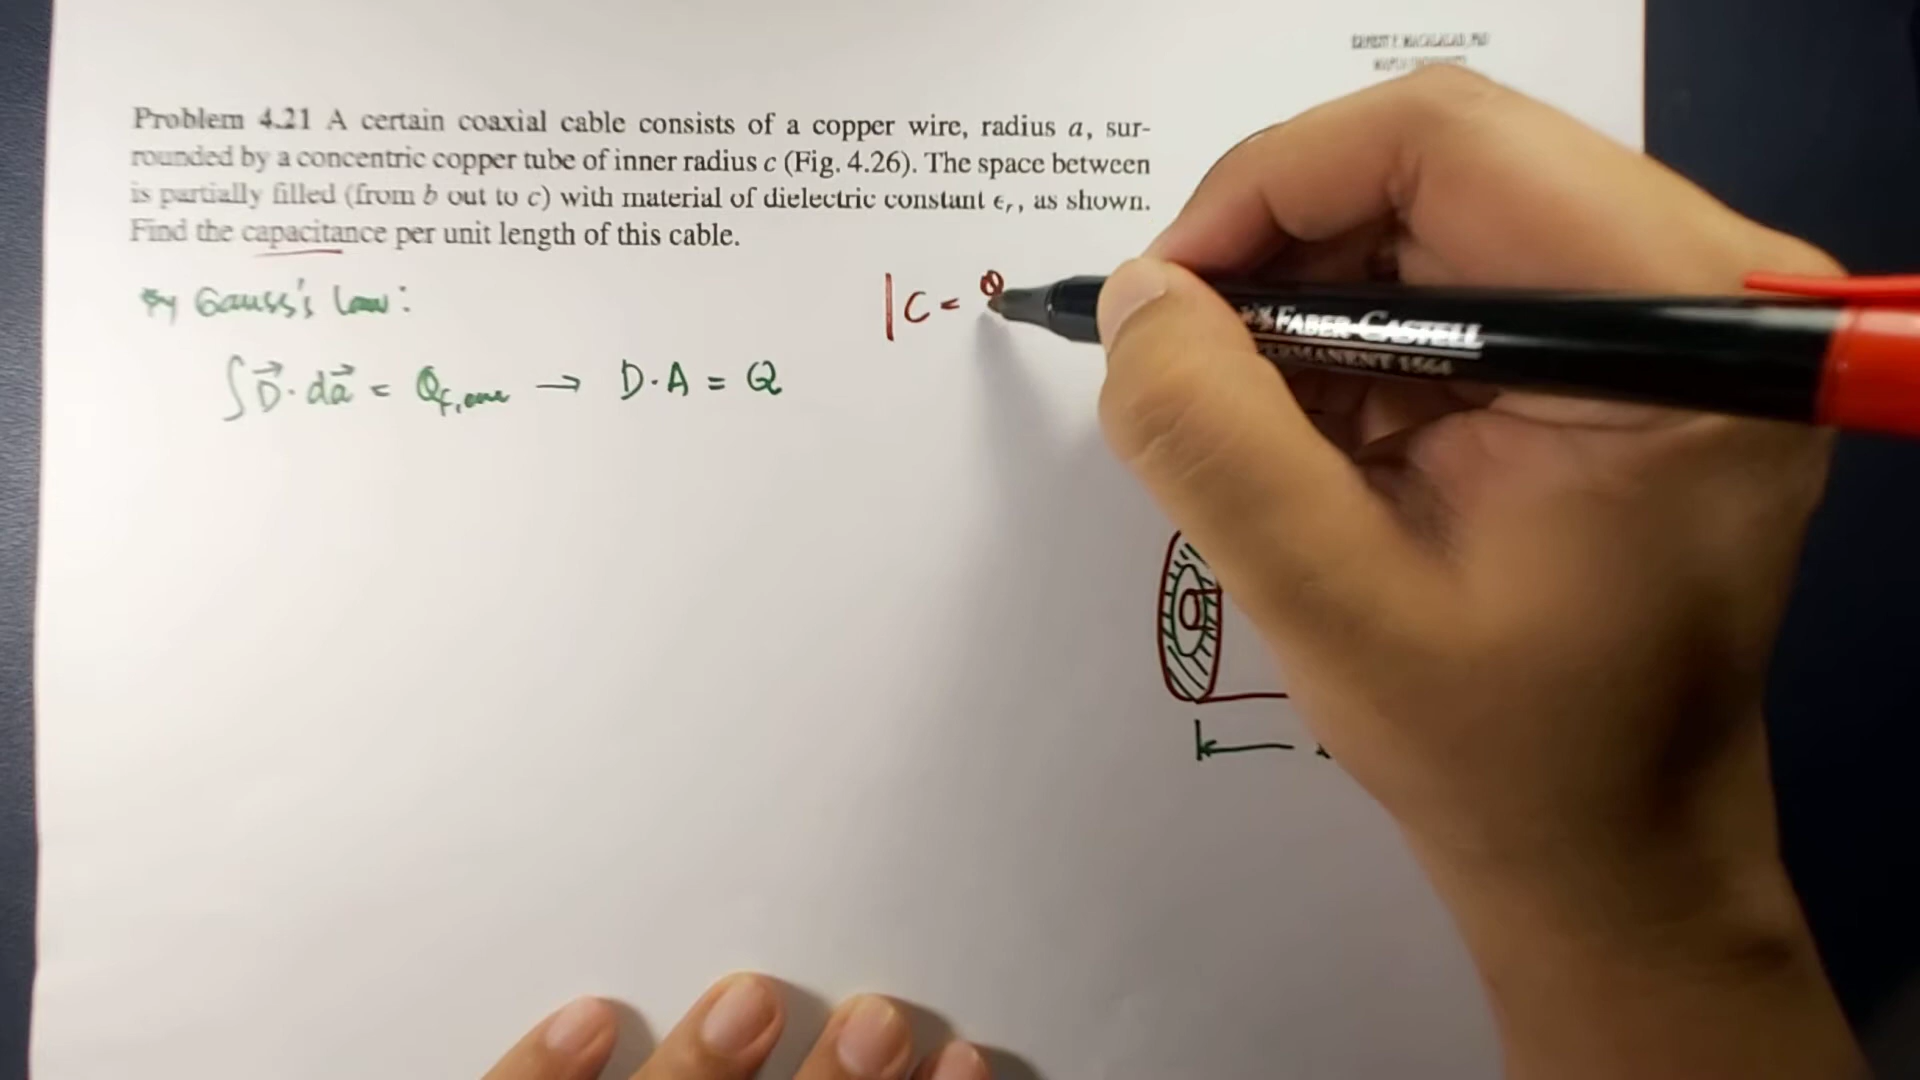 Problem 4.21 A certain coaxial cable consists of a copper wire, radius a, sur-
rounded by a concentric copper tube of inner radius c (Fig. 4.26). The space between
is partially filled (from b out to c) with material of dielectric constant ϵr, as shown.
Find the capacitance per unit length of this cable.
By Gauss's Law:
C = Q
∫D⃗·da⃗ = Qf,enc → D·A = Q
FABER-CASTELL
PERMANENT 1564